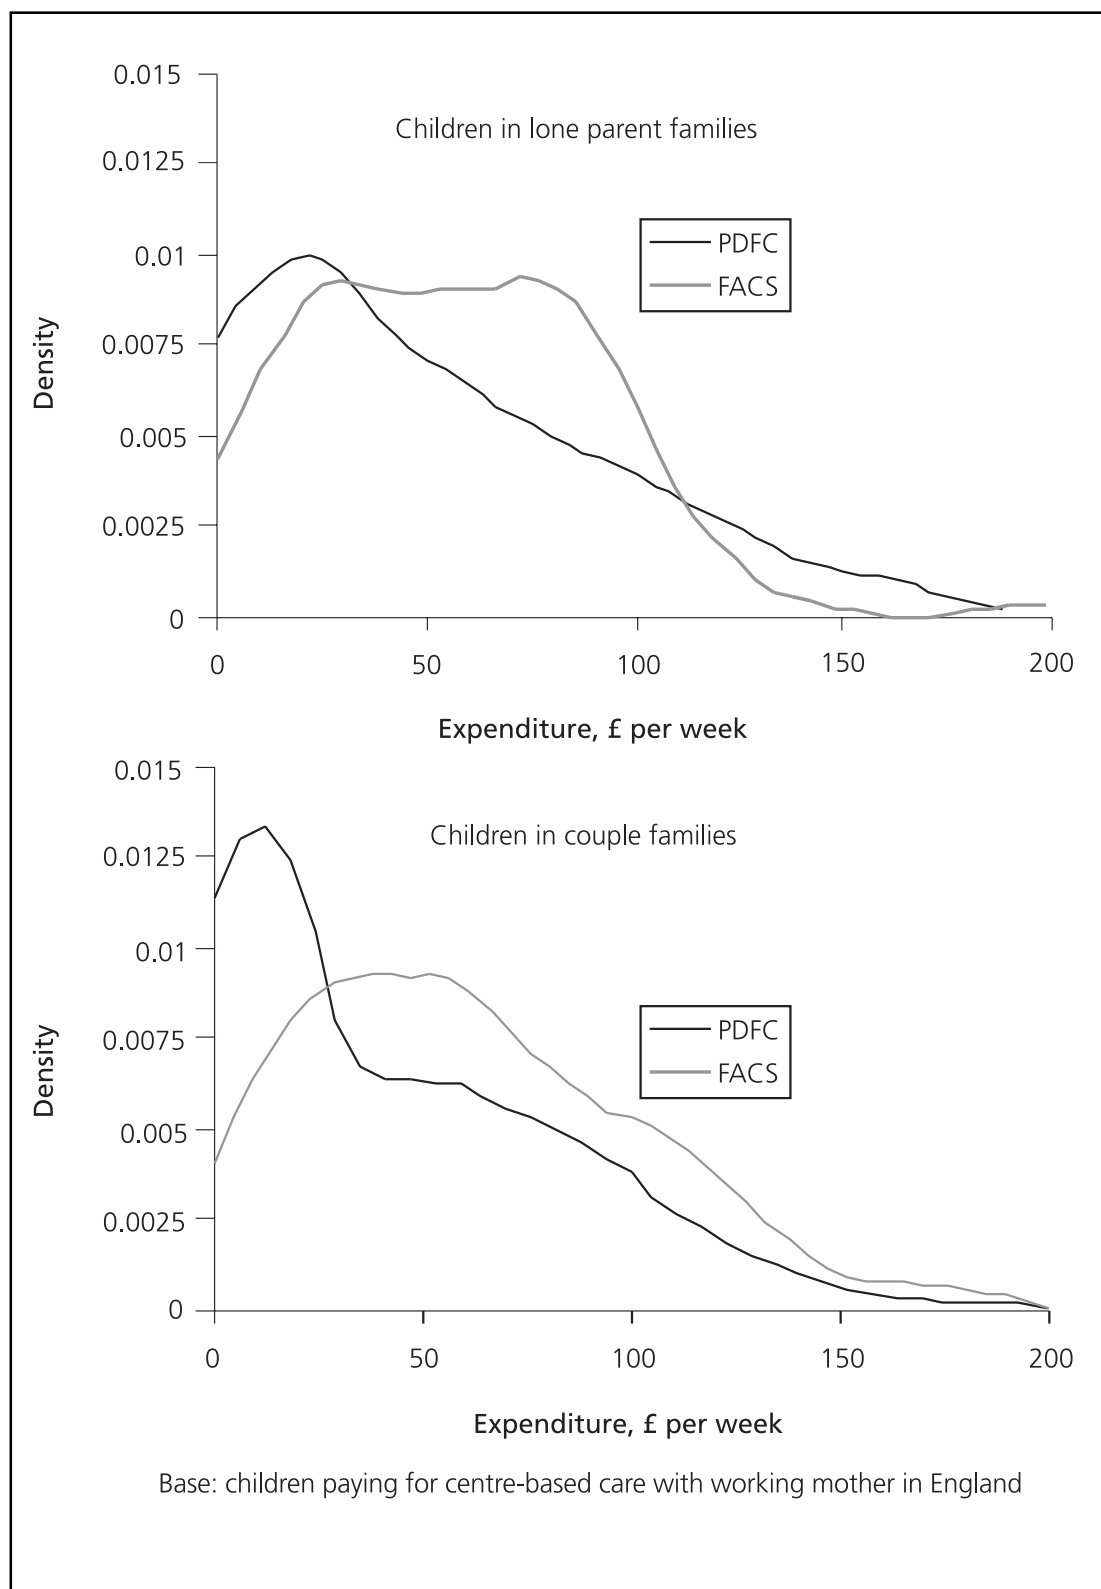 0.015
Children in lone parent families
0.0125
PDFC
0.01
FACS
0.0075
Density
0.005
0.0025
0
0 50 100 150 200
Expenditure, £ per week
0.015
Children in couple families
0.0125
0.01
PDFC
0.0075
FACS
Density
0.005
0.0025
0
0 50 100 150 200
Expenditure, £ per week
Base: children paying for centre-based care with working mother in England